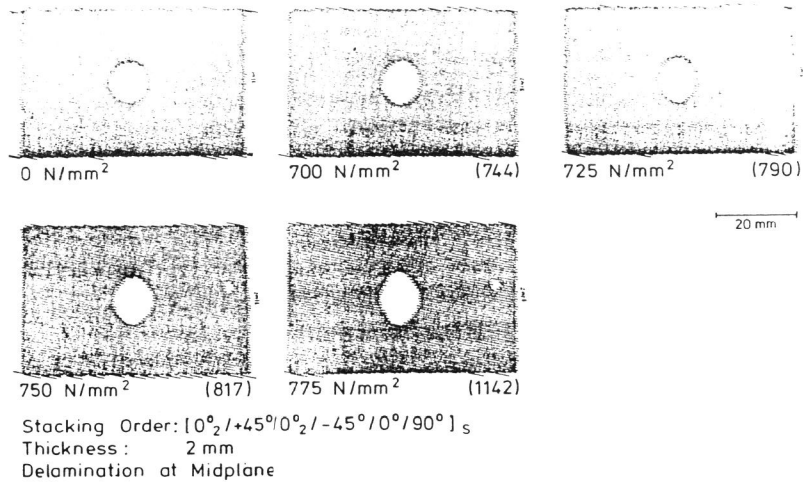 0 N/mm²
700 N/mm² (744)
725 N/mm² (790)
20 mm
750 N/mm² (817)
775 N/mm² (1142)
Stacking Order: [0°₂/+45°/0°₂/-45°/0°/90°]s
Thickness: 2 mm
Delamination at Midplane